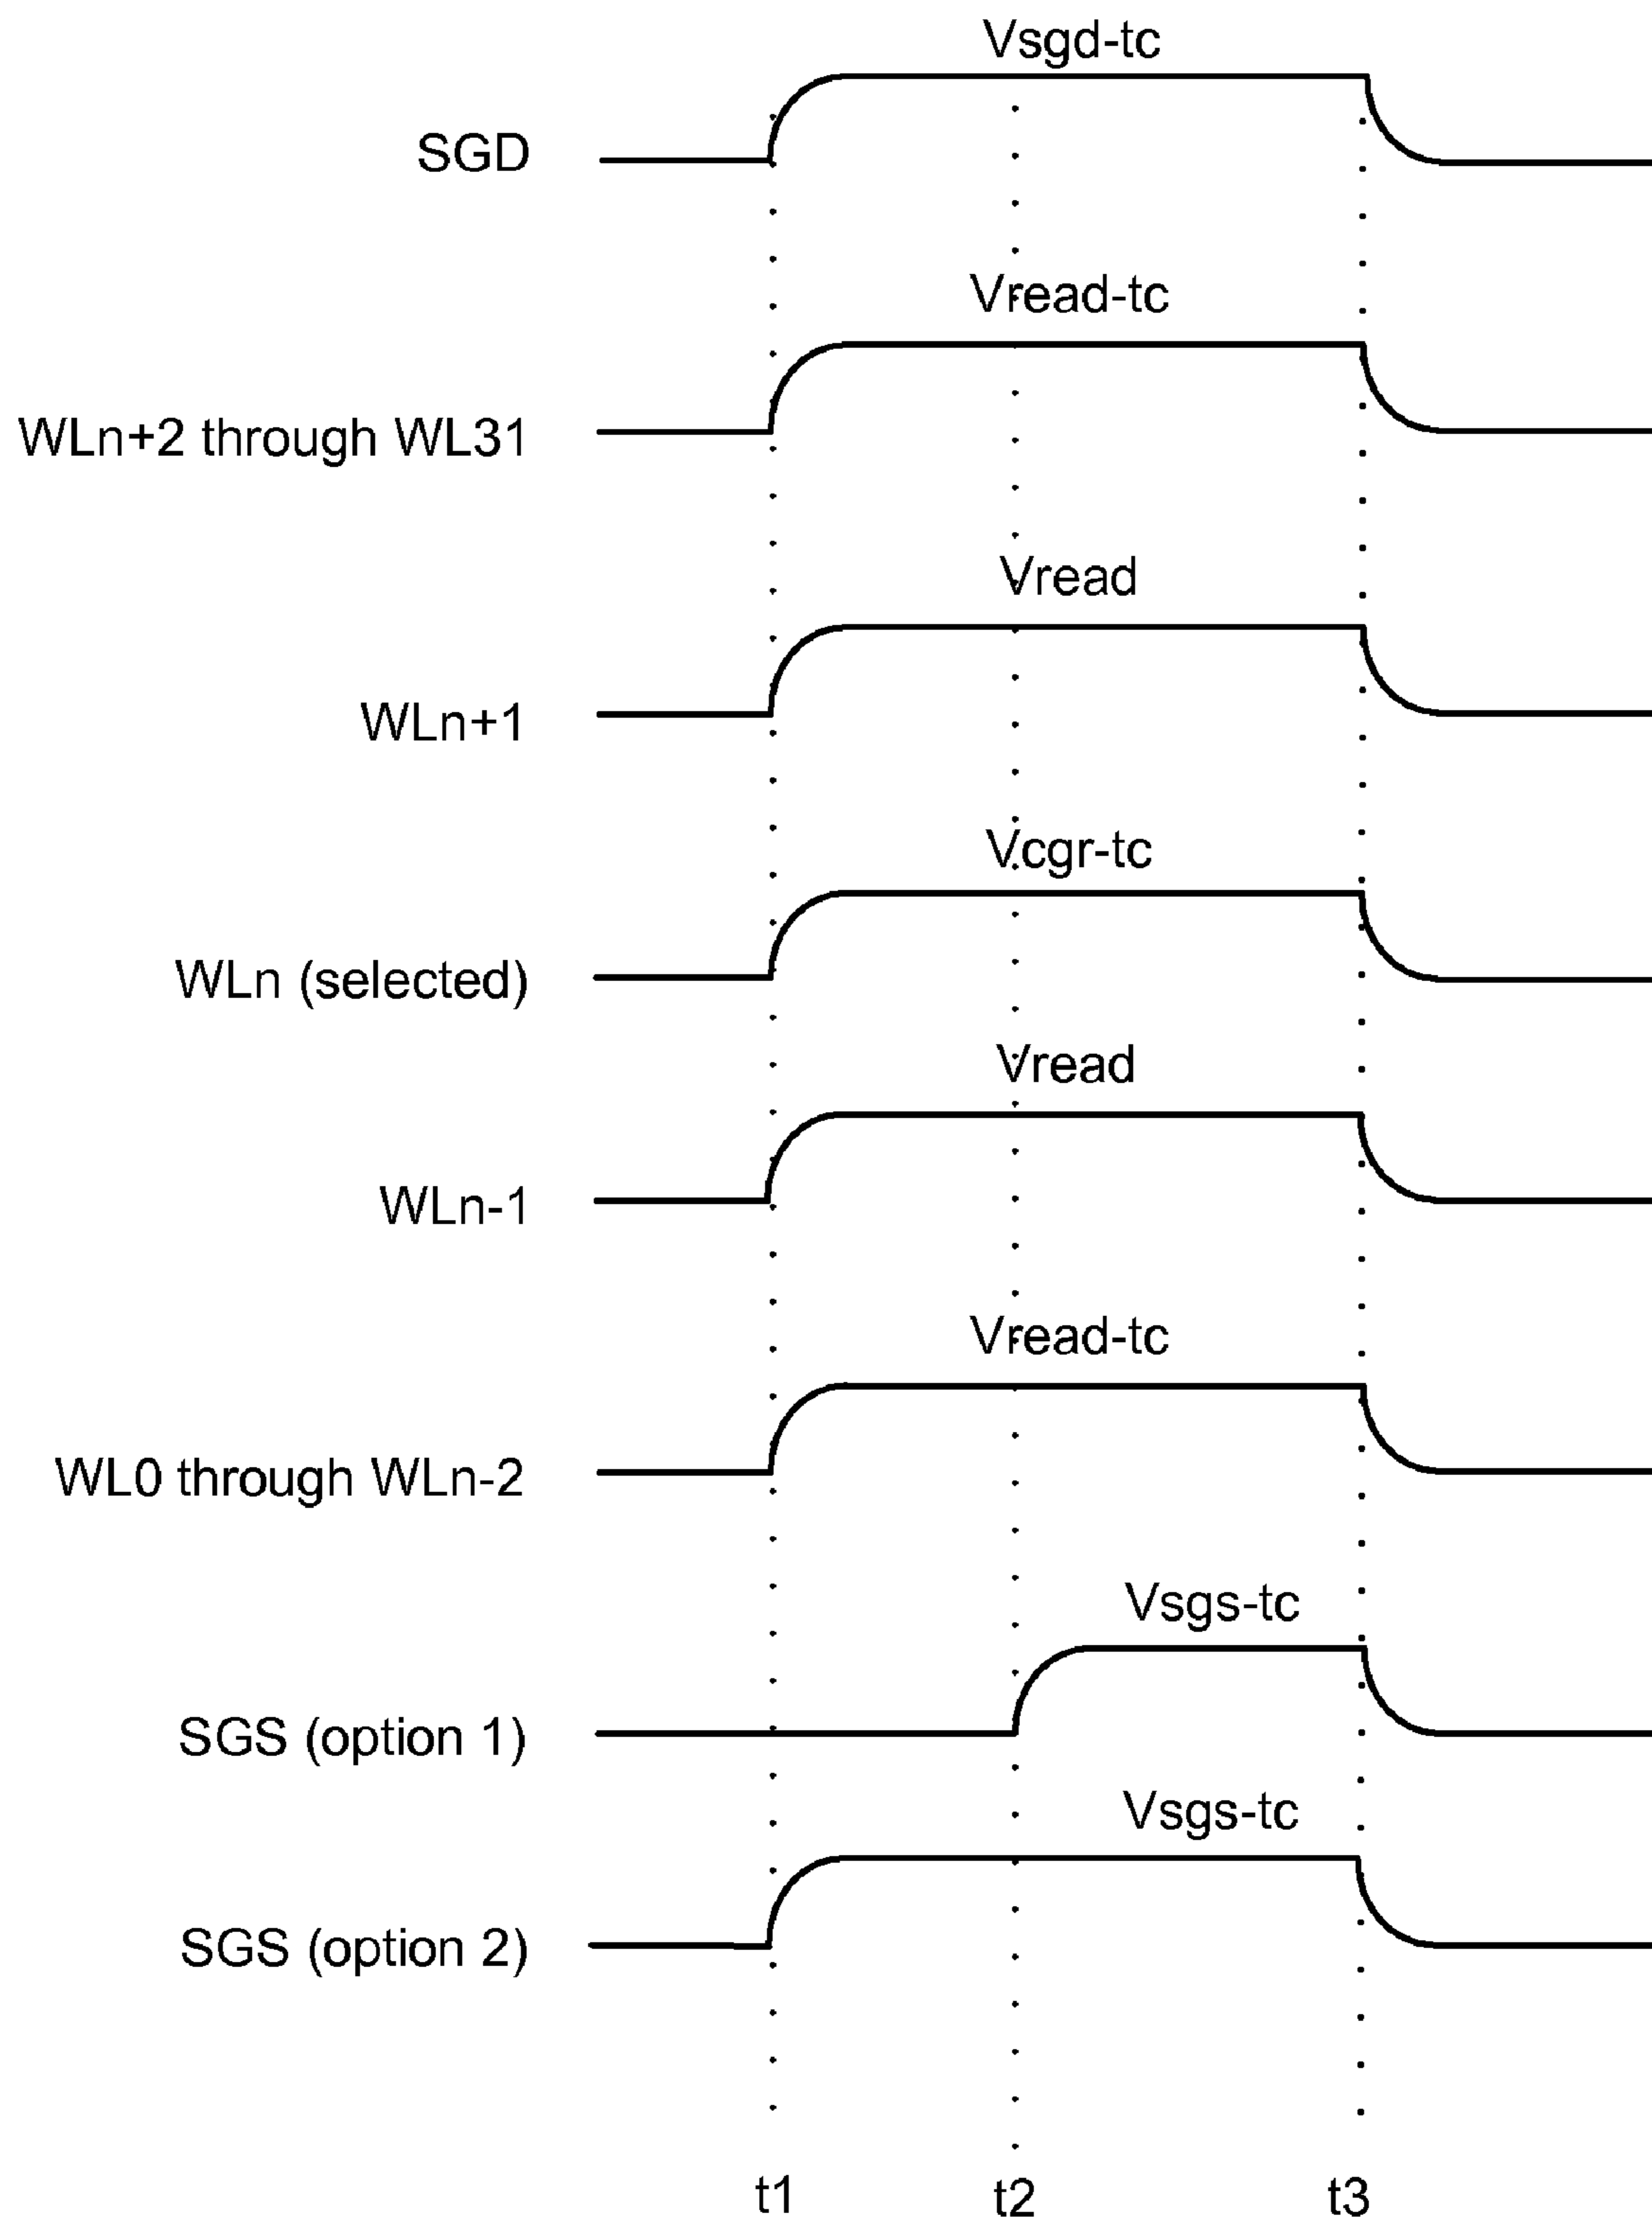 Vsgd-tc
SGD
Vread-tc
WLn+2 through WL31
Vread
WLn+1
Vcgr-tc
WLn (selected)
Vread
WLn-1
Vread-tc
WL0 through WLn-2
Vsgs-tc
SGS (option 1)
Vsgs-tc
SGS (option 2)
t1 t2 t3